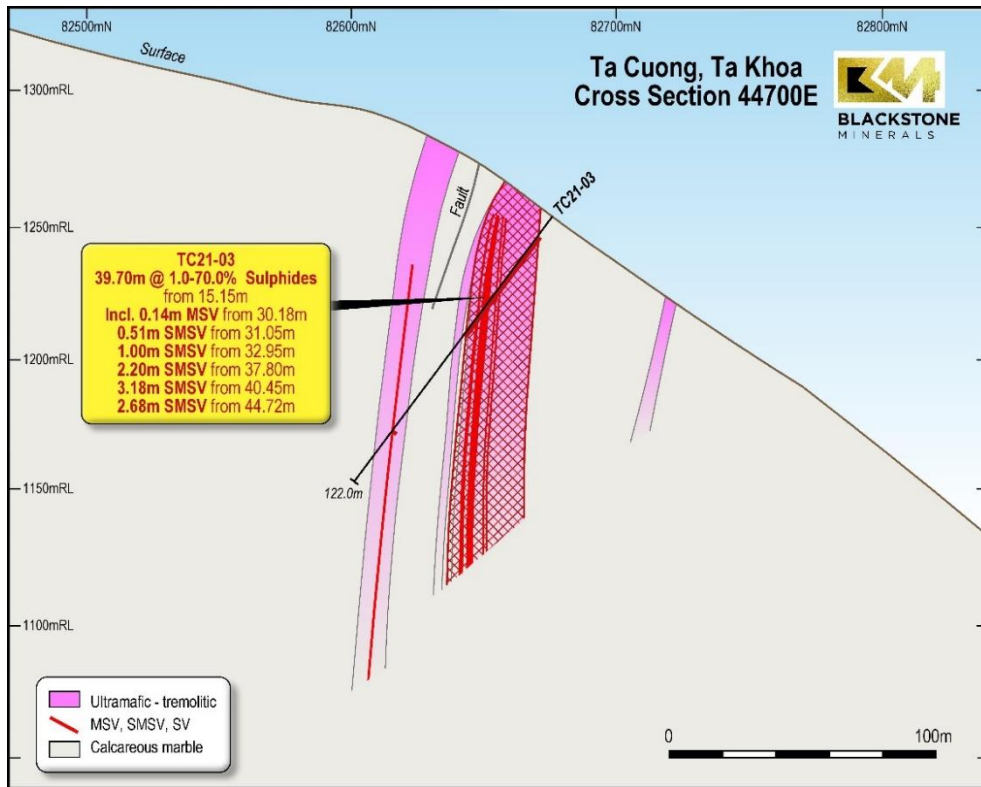 82500mN
82600mN
82700mN
82800mN
Surface
Ta Cuong, Ta Khoa
Cross Section 44700E
BLACKSTONE
MINERALS
1300mRL
1250mRL
1200mRL
1150mRL
1100mRL
Fault
TC21-03
TC21-03
39.70m @ 1.0-70.0% Sulphides
from 15.15m
Incl. 0.14m MSV from 30.18m
0.51m SMSV from 31.05m
1.00m SMSV from 32.95m
2.20m SMSV from 37.80m
3.18m SMSV from 40.45m
2.68m SMSV from 44.72m
122.0m
Ultramafic - tremolitic
MSV, SMSV, SV
Calcareous marble
0
100m